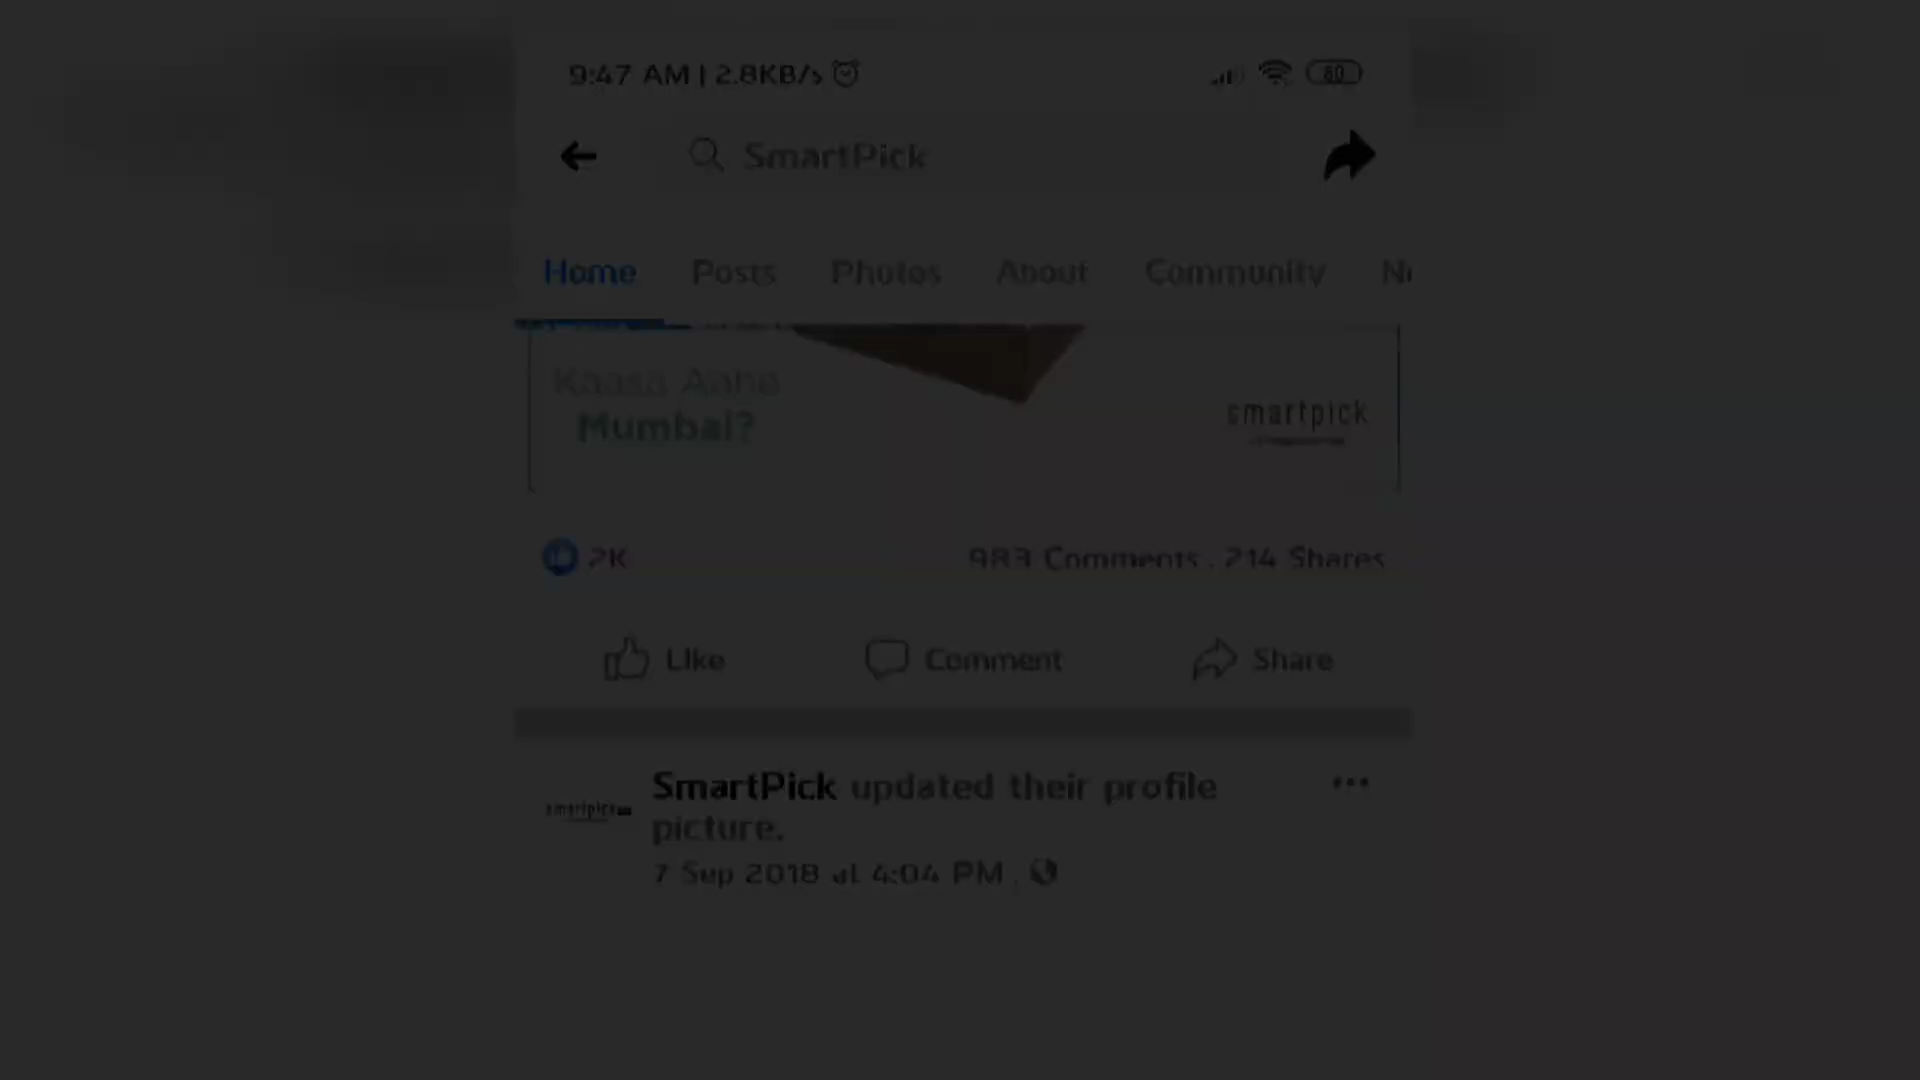 9:47 AM | 2.8KB/s
80
SmartPick
Home Posts Photos About Community
Kaasa Aahe
Mumbai?
smartpick
2K
983 Comments . 214 Shares
Like Comment Share
SmartPick updated their profile
picture.
7 Sep 2018 at 4:04 PM .